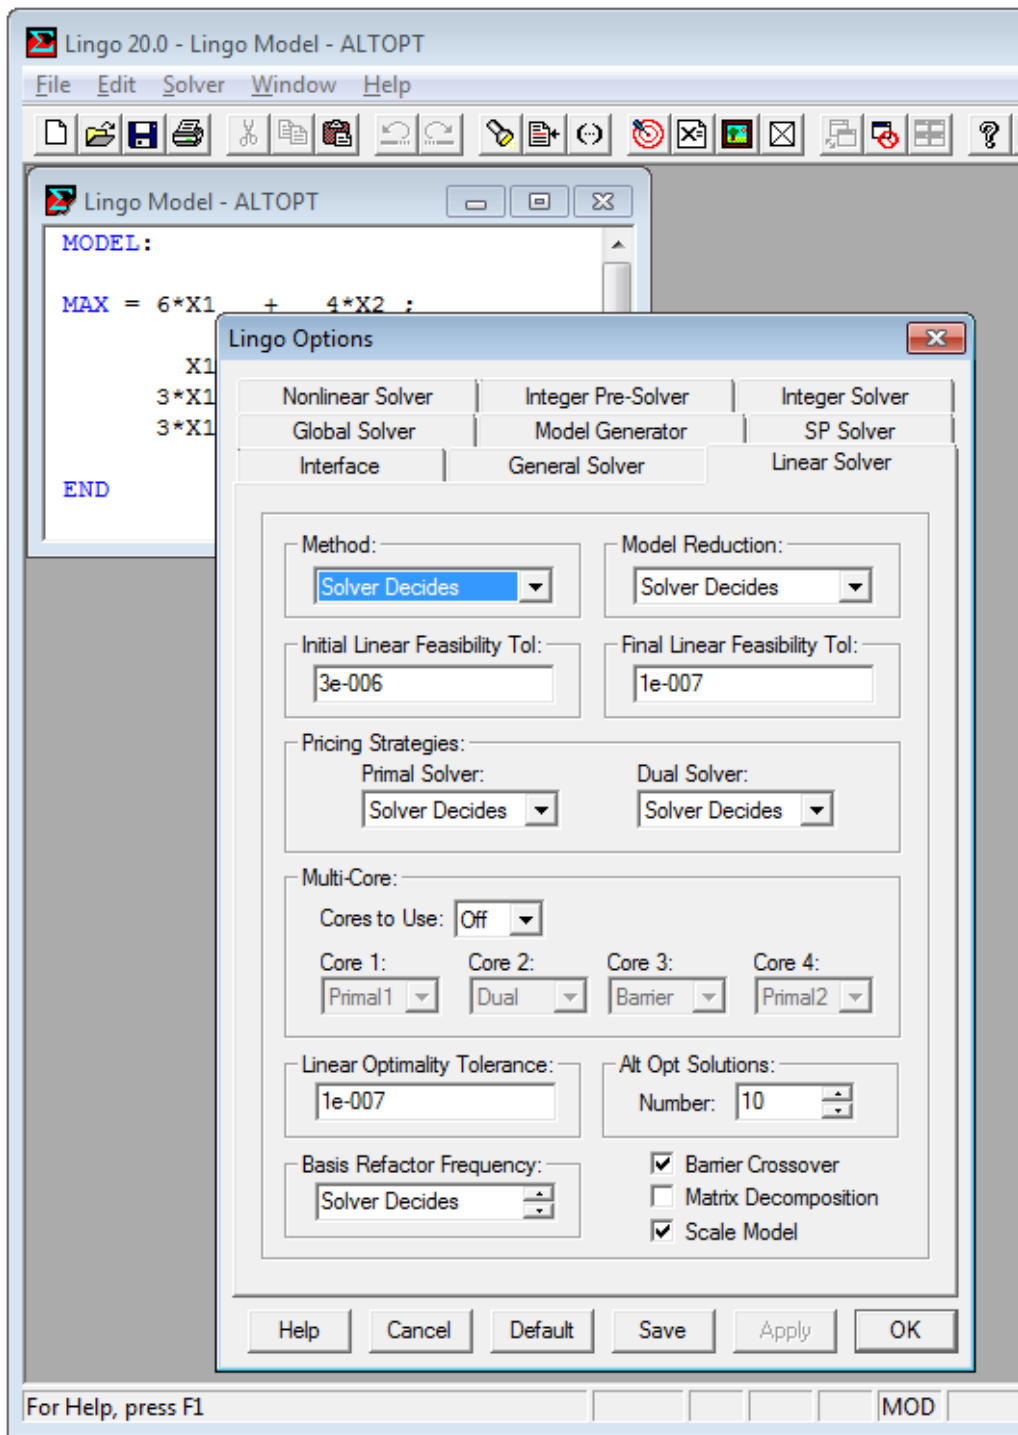 Lingo 20.0 - Lingo Model - ALTOPT
File Edit Solver Window Help
Lingo Model - ALTOPT
MODEL:
MAX = 6*X1 + 4*X2 ;
X1
3*X1
3*X1
END
Lingo Options
Nonlinear Solver Integer Pre-Solver Integer Solver
Global Solver Model Generator SP Solver
Interface General Solver Linear Solver
Method: Model Reduction:
Solver Decides Solver Decides
Initial Linear Feasibility Tol: Final Linear Feasibility Tol:
3e-006 1e-007
Pricing Strategies:
Primal Solver: Dual Solver:
Solver Decides Solver Decides
Multi-Core:
Cores to Use: Off
Core 1: Core 2: Core 3: Core 4:
Primal1 Dual Barrier Primal2
Linear Optimality Tolerance: Alt Opt Solutions:
1e-007 Number: 10
Basis Refactor Frequency: Barrier Crossover
Solver Decides Matrix Decomposition
Scale Model
Help Cancel Default Save Apply OK
For Help, press F1 MOD